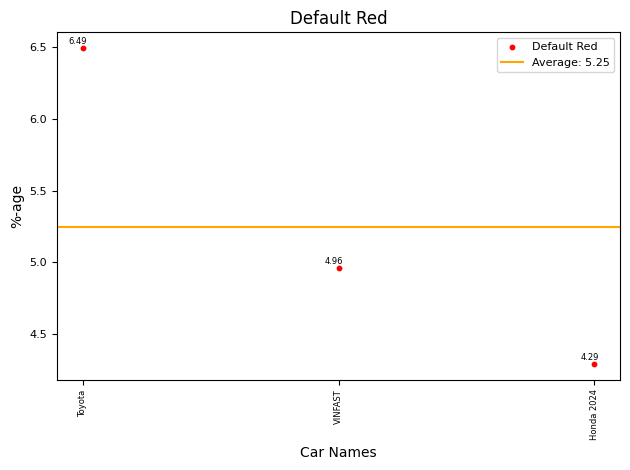 Default Red
6.49
Default Red
Average: 5.25
6.5
6.0
5.5
5.0
4.5
%-age
4.96
4.29
Toyota
VINFAST
Honda 2024
Car Names